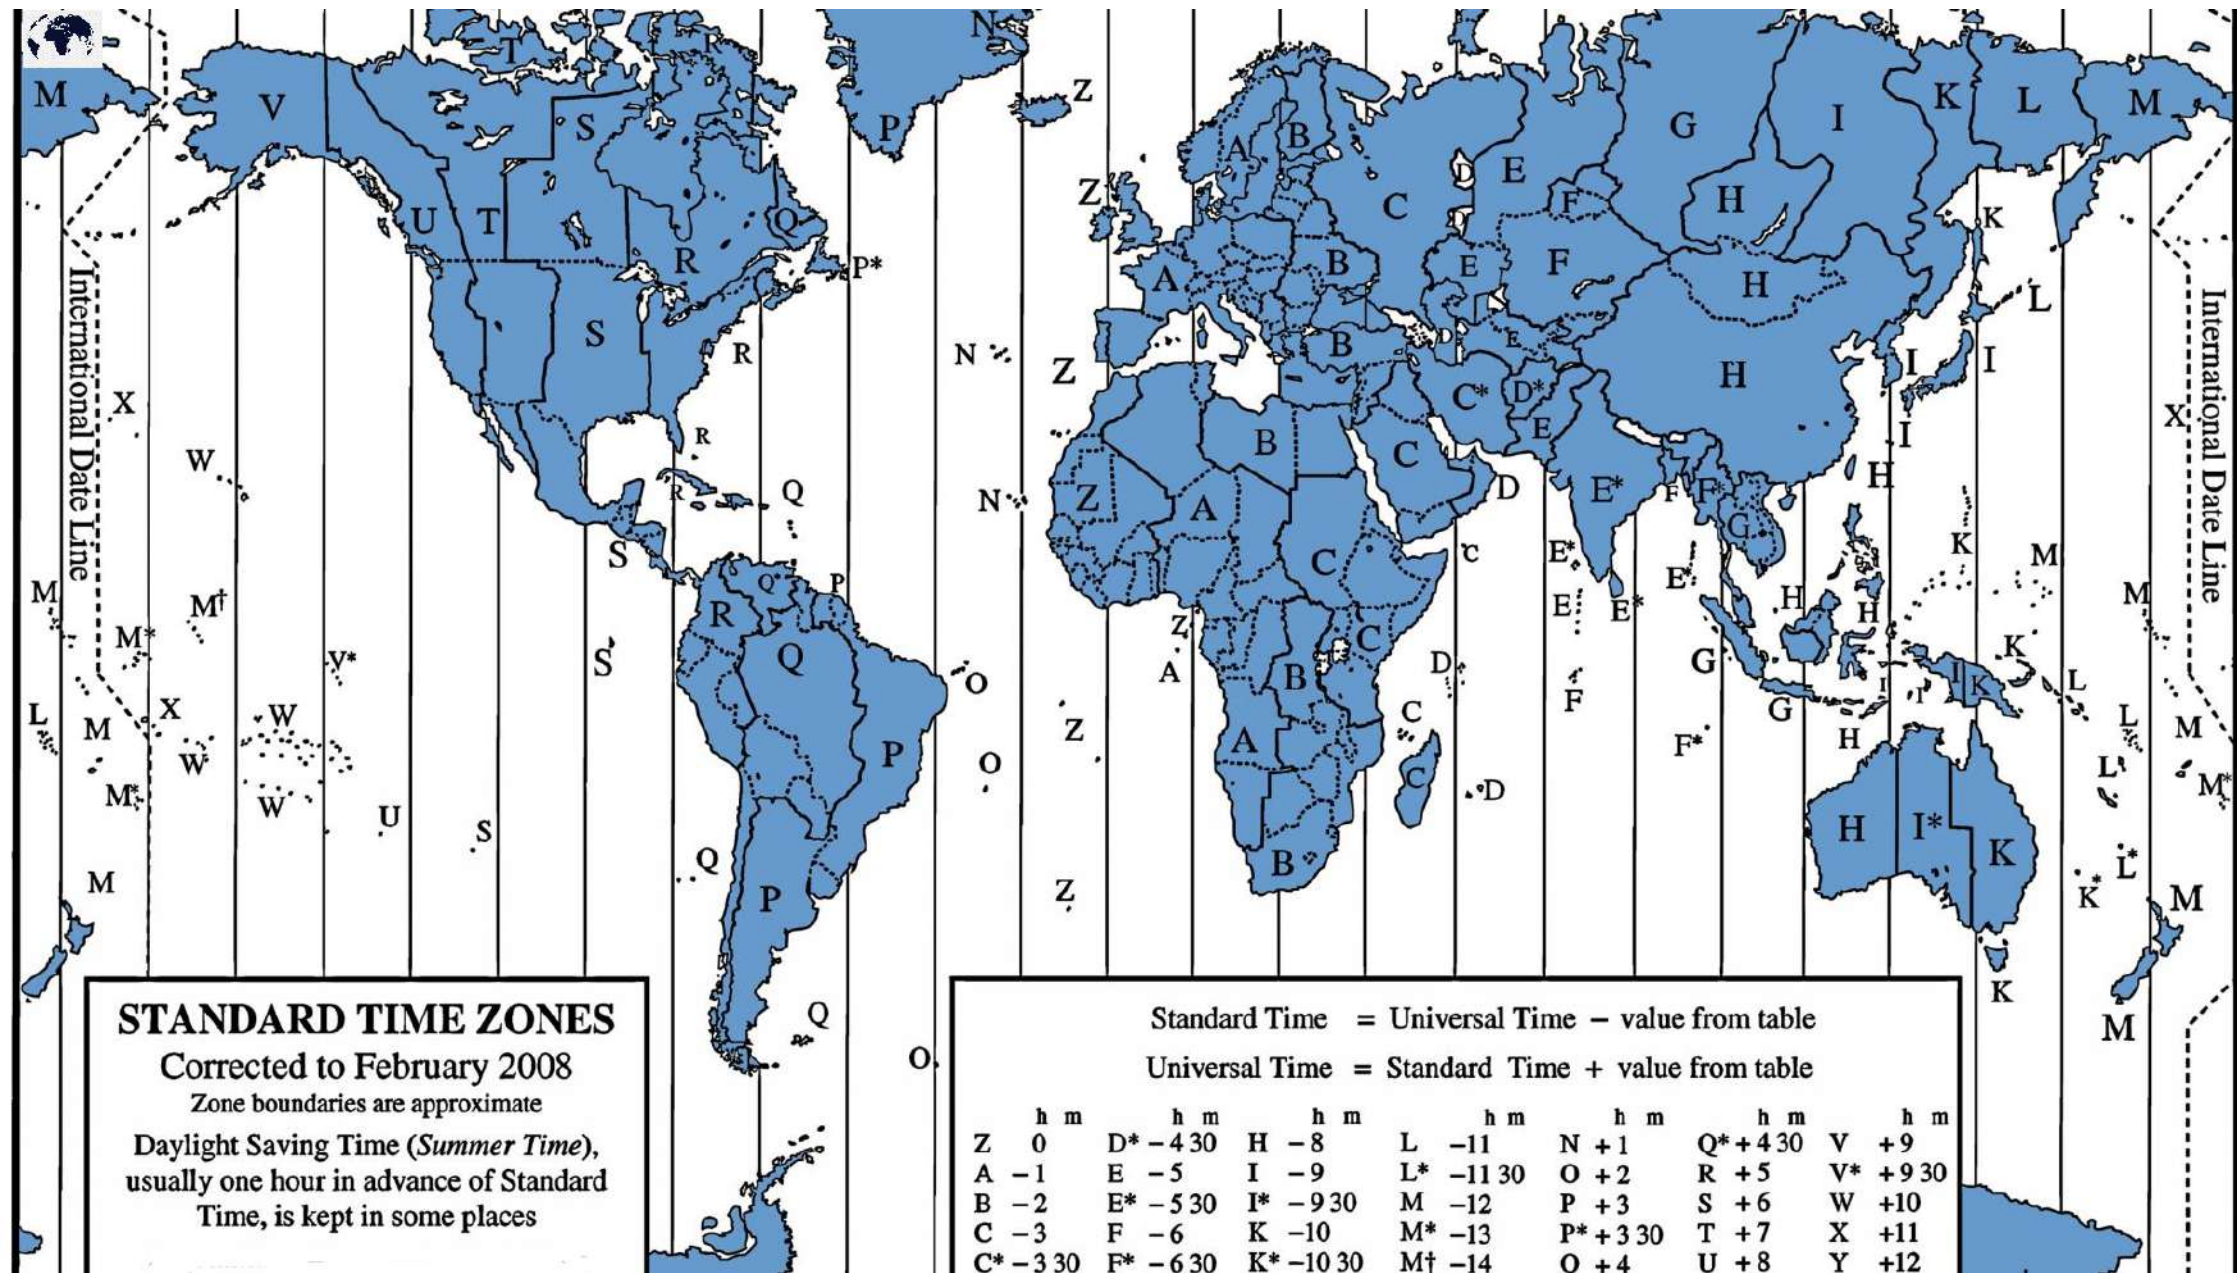 N
T
R
M
V
S
P
Z
A
B
D
E
G
I
K
L
M
C
F
H
Z
K
U
T
Q
R
P*
B
A
B
E
F
H
L
International Date Line
International Date Line
S
R
N
Z
B
D
E
H
I
I
X
C*
D*
E
X
R
I
W
B
C
H
Q
R
N
Z
A
D
E*
F
F*
G
S
C
C
E*
K
M
M
M†
Q*
P
E*
E
E*
H
H
M
M*
R
Z
C
V*
S
Q
A
B
D
G
K
O
F
I
K
I
I
L
L
M
X
W
W
C
G
L
M
Z
A
P
O
F*
H
L
M*
M*
W
C
D
U
S
H
I*
K
Q
B
L*
M
P
Z
K*
M
K
Q
M
O
STANDARD TIME ZONES
Corrected to February 2008
Zone boundaries are approximate
Daylight Saving Time (Summer Time),
usually one hour in advance of Standard
Time, is kept in some places
Standard Time = Universal Time − value from table
Universal Time = Standard Time + value from table
h m h m h m h m h m h m h m
Z 0 D* − 4 30 H − 8 L −11 N + 1 Q* + 4 30 V + 9
A − 1 E − 5 I − 9 L* −11 30 O + 2 R + 5 V* + 9 30
B − 2 E* − 5 30 I* − 9 30 M −12 P + 3 S + 6 W +10
C − 3 F − 6 K −10 M* −13 P* + 3 30 T + 7 X +11
C* − 3 30 F* − 6 30 K* −10 30 M† −14 Q + 4 U + 8 Y +12